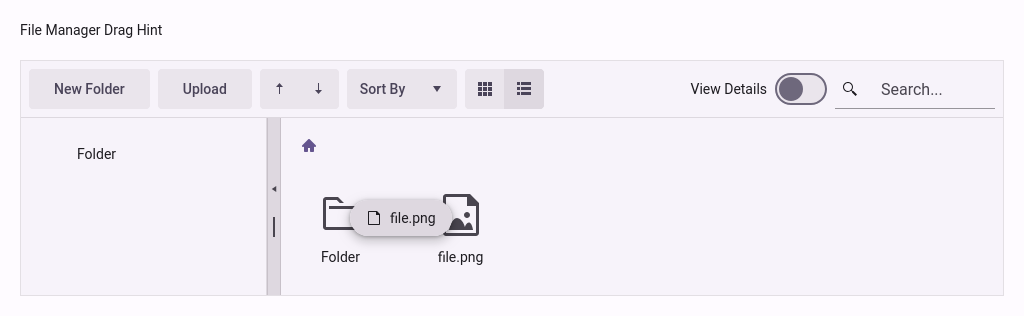 File Manager Drag Hint
New Folder Upload Sort By View Details Search...
Folder
file.png
Folder file.png